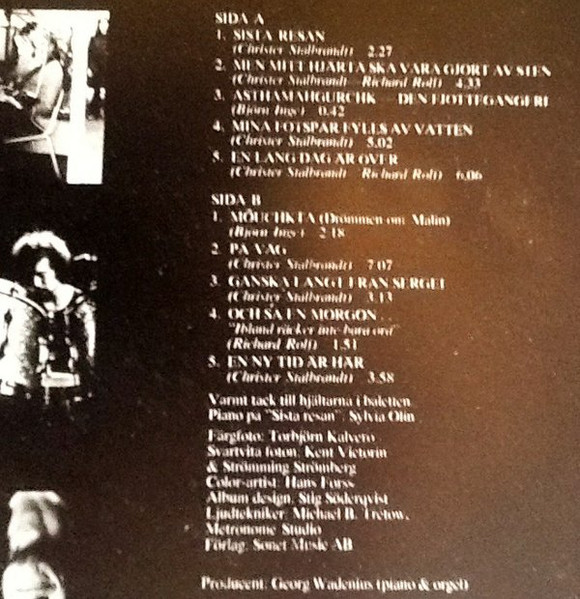 SIDA A
1. SISTA RESAN
(Christer Stålbrandt) 2.27
2. MEN MITT HJÄRTA SKA VARA GJORT AV STEN
(Christer Stålbrandt – Richard Rolf) 4.33
3. ASTHAMAHGURCHK – DEN FJOTTEGANGERE
(Björn Inge) 0.42
4. MINA FOTSPÅR FYLLS AV VATTEN
(Christer Stålbrandt) 5.02
5. EN LÅNG DAG ÄR ÖVER
(Christer Stålbrandt Richard Rolf) 6.06
SIDA B
1. MOUCHKTA (Drömmen om Malin)
(Björn Inge) 2.18
2. PÅ VÄG
(Christer Stålbrandt) 7.07
3. GANSKA LÅNGT FRÅN SERGEL
(Christer Stålbrandt) 3.13
4. OCH SÅ EN MORGON . .
"Ibland räcker inte bara ord"
(Richard Rolf) 1.51
5. EN NY TID ÄR HÄR
(Christer Stålbrandt) 3.58
Varmt tack till hjältarna i baletten.
Piano på "Sista resan": Sylvia Olin
Färgfoto: Torbjörn Kalvero
Svartvita foton: Kent Victorin
& Strömming Strömberg
Color-artist: Hans Forss
Album design: Stig Söderqvist
Ljudtekniker: Michael B. Tretow,
Metronome Studio
Förlag: Sonet Music AB
Producent: Georg Wadenius (piano & orgel)